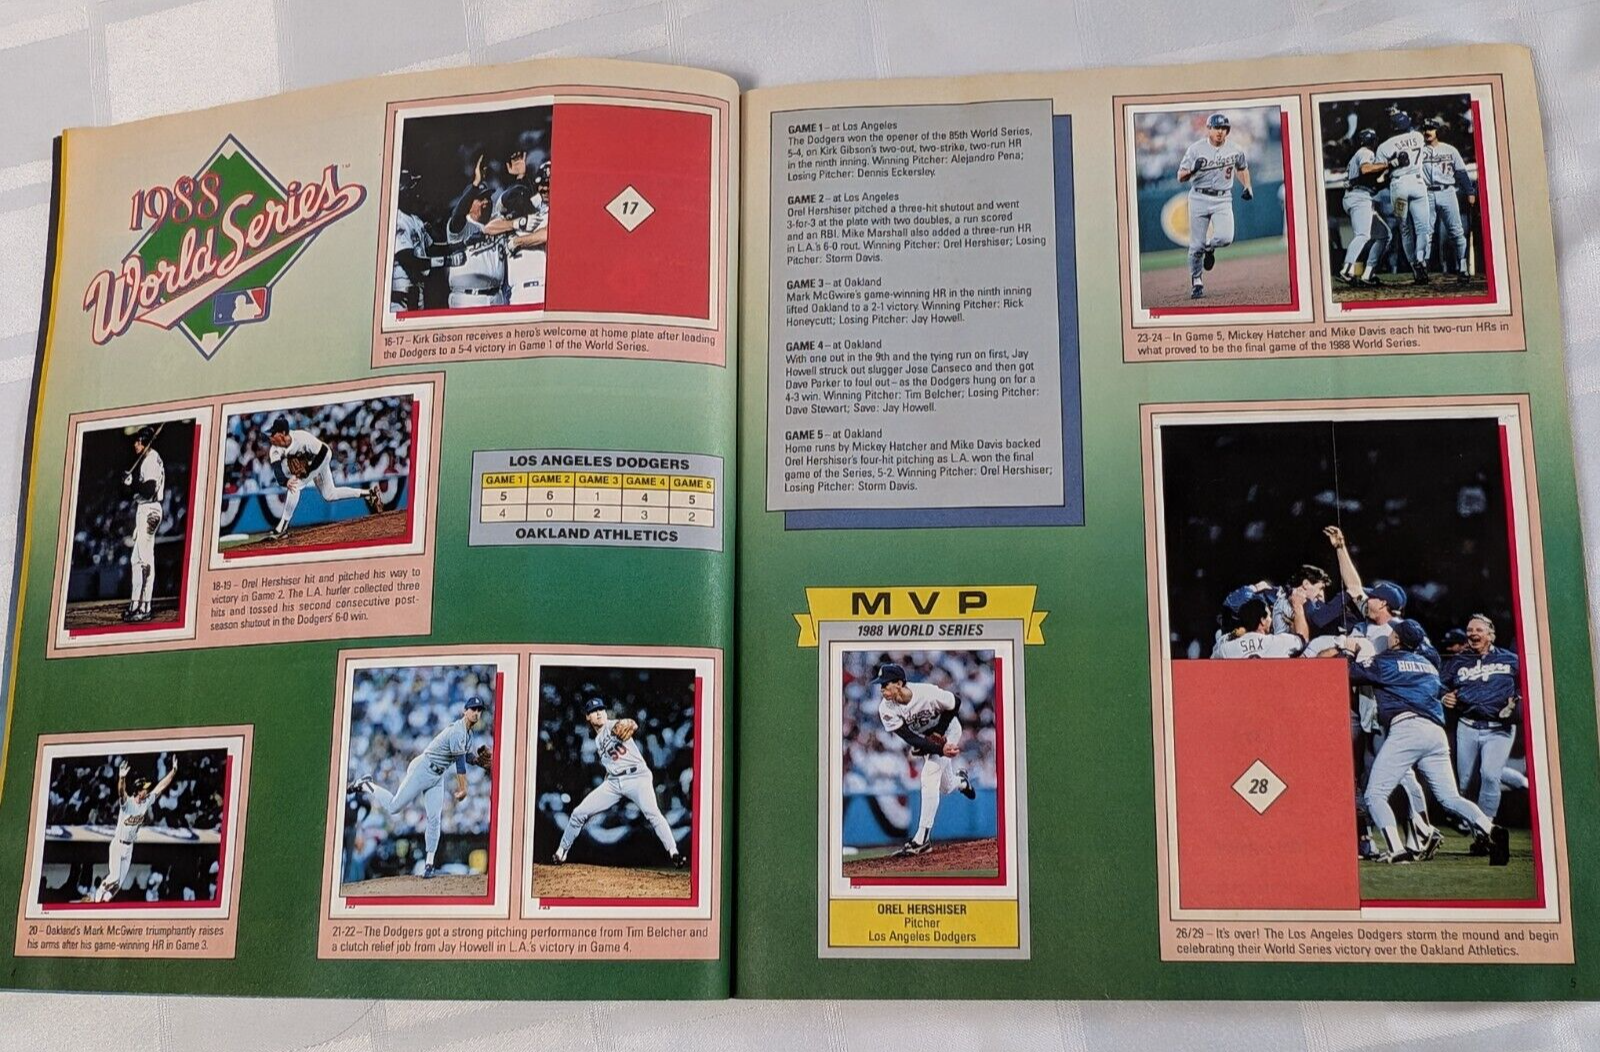 1988
World Series
17
16-17 – Kirk Gibson receives a hero's welcome at home plate after leading
the Dodgers to a 5-4 victory in Game 1 of the World Series.
18-19 – Orel Hershiser hit and pitched his way to
victory in Game 2. The L.A. hurler collected three
hits and tossed his second consecutive post-
season shutout in the Dodgers' 6-0 win.
LOS ANGELES DODGERS
GAME 1 GAME 2 GAME 3 GAME 4 GAME 5
5 6 1 4 5
4 0 2 3 2
OAKLAND ATHLETICS
20 – Oakland's Mark McGwire triumphantly raises
his arms after his game-winning HR in Game 3.
50
21-22 – The Dodgers got a strong pitching performance from Tim Belcher and
a clutch relief job from Jay Howell in L.A.'s victory in Game 4.
GAME 1 – at Los Angeles
The Dodgers won the opener of the 85th World Series,
5-4, on Kirk Gibson's two-out, two-strike, two-run HR
in the ninth inning. Winning Pitcher: Alejandro Pena;
Losing Pitcher: Dennis Eckersley.
GAME 2 – at Los Angeles
Orel Hershiser pitched a three-hit shutout and went
3-for-3 at the plate with two doubles, a run scored
and an RBI. Mike Marshall also added a three-run HR
in L.A.'s 6-0 rout. Winning Pitcher: Orel Hershiser; Losing
Pitcher: Storm Davis.
GAME 3 – at Oakland
Mark McGwire's game-winning HR in the ninth inning
lifted Oakland to a 2-1 victory. Winning Pitcher: Rick
Honeycutt; Losing Pitcher: Jay Howell.
GAME 4 – at Oakland
With one out in the 9th and the tying run on first, Jay
Howell struck out slugger Jose Canseco and then got
Dave Parker to foul out – as the Dodgers hung on for a
4-3 win. Winning Pitcher: Tim Belcher; Losing Pitcher:
Dave Stewart; Save: Jay Howell.
GAME 5 – at Oakland
Home runs by Mickey Hatcher and Mike Davis backed
Orel Hershiser's four-hit pitching as L.A. won the final
game of the Series, 5-2. Winning Pitcher: Orel Hershiser;
Losing Pitcher: Storm Davis.
MVP
1988 WORLD SERIES
OREL HERSHISER
Pitcher
Los Angeles Dodgers
Dodgers
9
DAVIS
Dodgers
23-24 – In Game 5, Mickey Hatcher and Mike Davis each hit two-run HRs in
what proved to be the final game of the 1988 World Series.
SAX
Dodgers
28
26/29 – It's over! The Los Angeles Dodgers storm the mound and begin
celebrating their World Series victory over the Oakland Athletics.
5